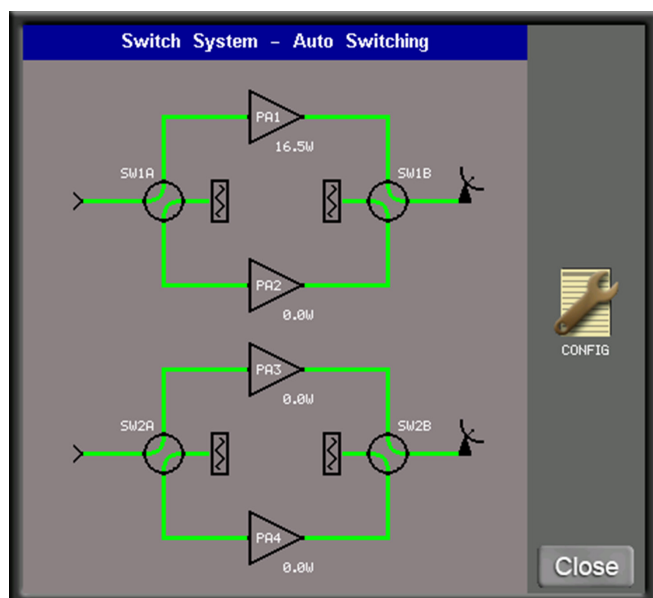 Switch System - Auto Switching
PA1
16.5W
SW1A
SW1B
PA2
0.0W
CONFIG
PA3
0.0W
SW2A
SW2B
PA4
0.0W
Close